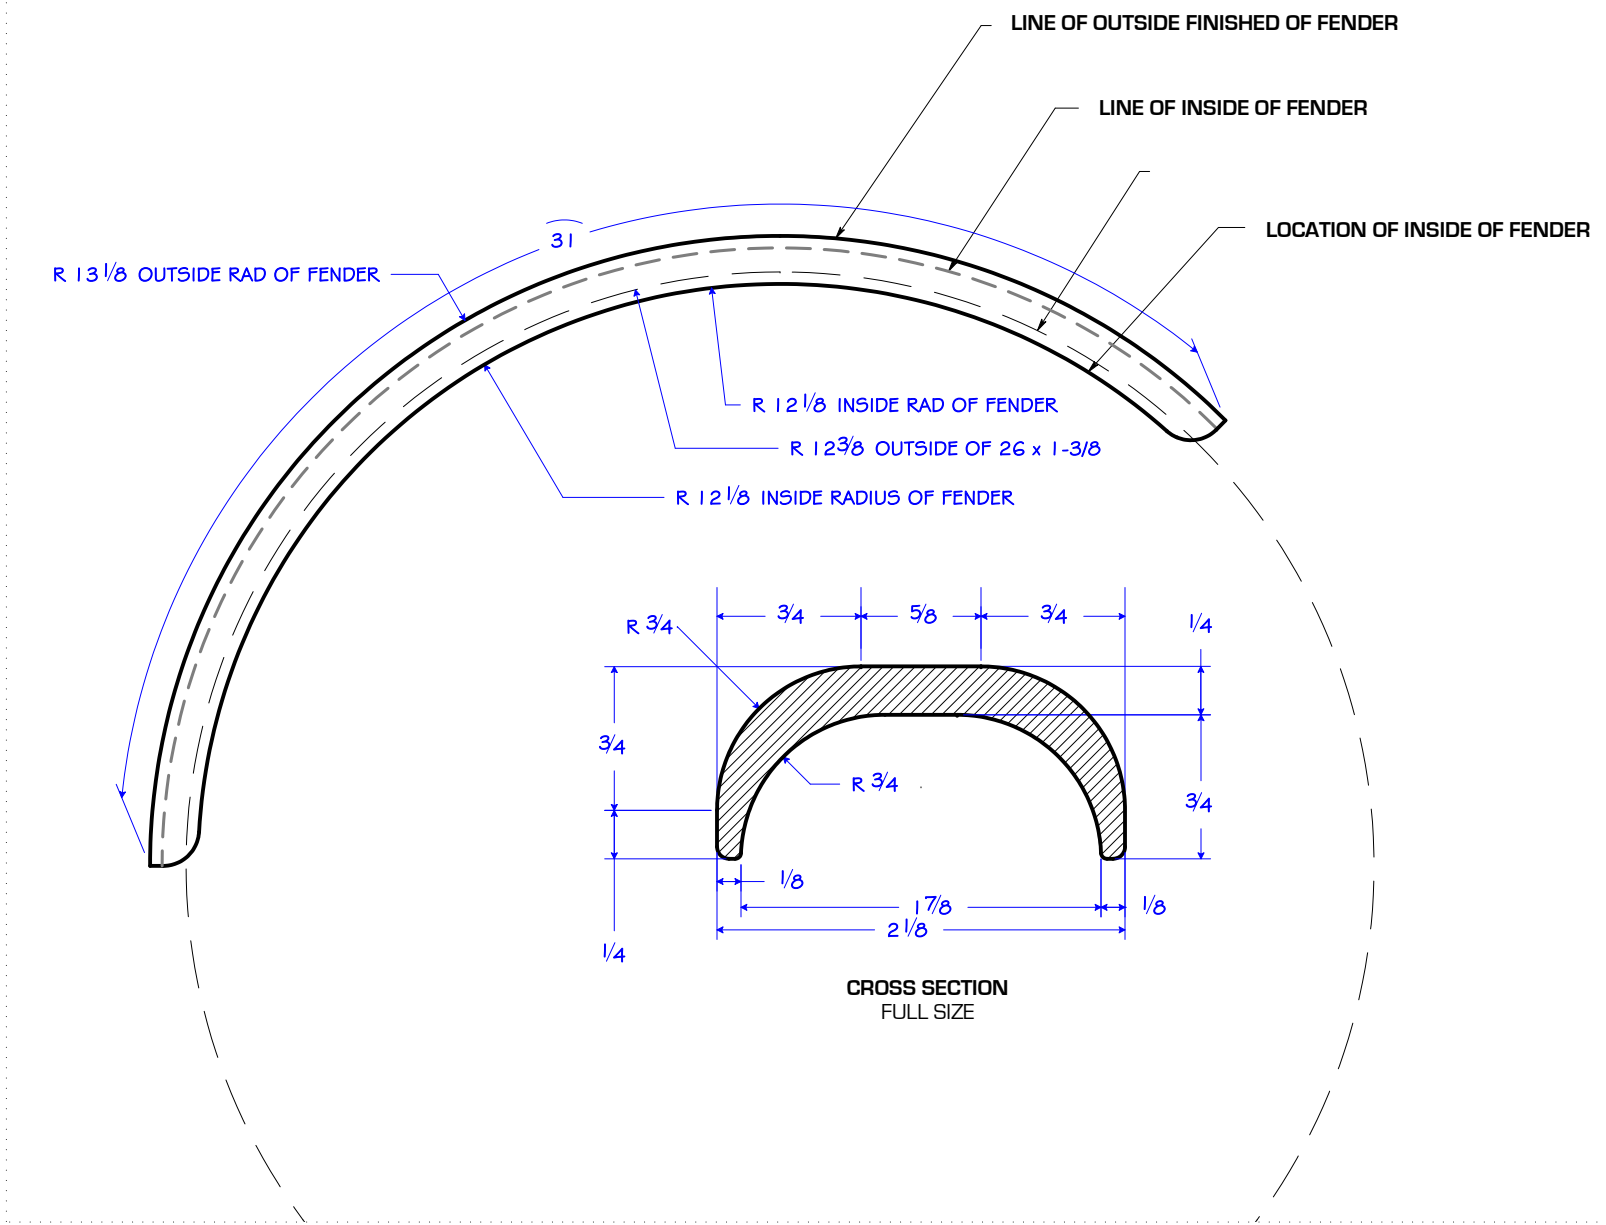 LINE OF OUTSIDE FINISHED OF FENDER
LINE OF INSIDE OF FENDER
LOCATION OF INSIDE OF FENDER
31
R 13 1/8 OUTSIDE RAD OF FENDER
R 12 1/8 INSIDE RAD OF FENDER
R 12 3/8 OUTSIDE OF 26 x 1-3/8
R 12 1/8 INSIDE RADIUS OF FENDER
3/4
5/8
3/4
1/4
R 3/4
3/4
R 3/4
3/4
1/8
1 7/8
1/8
2 1/8
1/4
CROSS SECTION
FULL SIZE